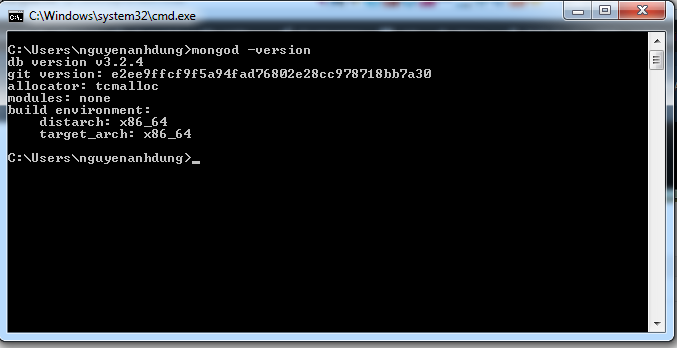 C:\Windows\system32\cmd.exe
C:\Users\nguyenanhdung>mongod -version
db version v3.2.4
git version: e2ee9ffcf9f5a94fad76802e28cc978718bb7a30
allocator: tcmalloc
modules: none
build environment:
    distarch: x86_64
    target_arch: x86_64
C:\Users\nguyenanhdung>_